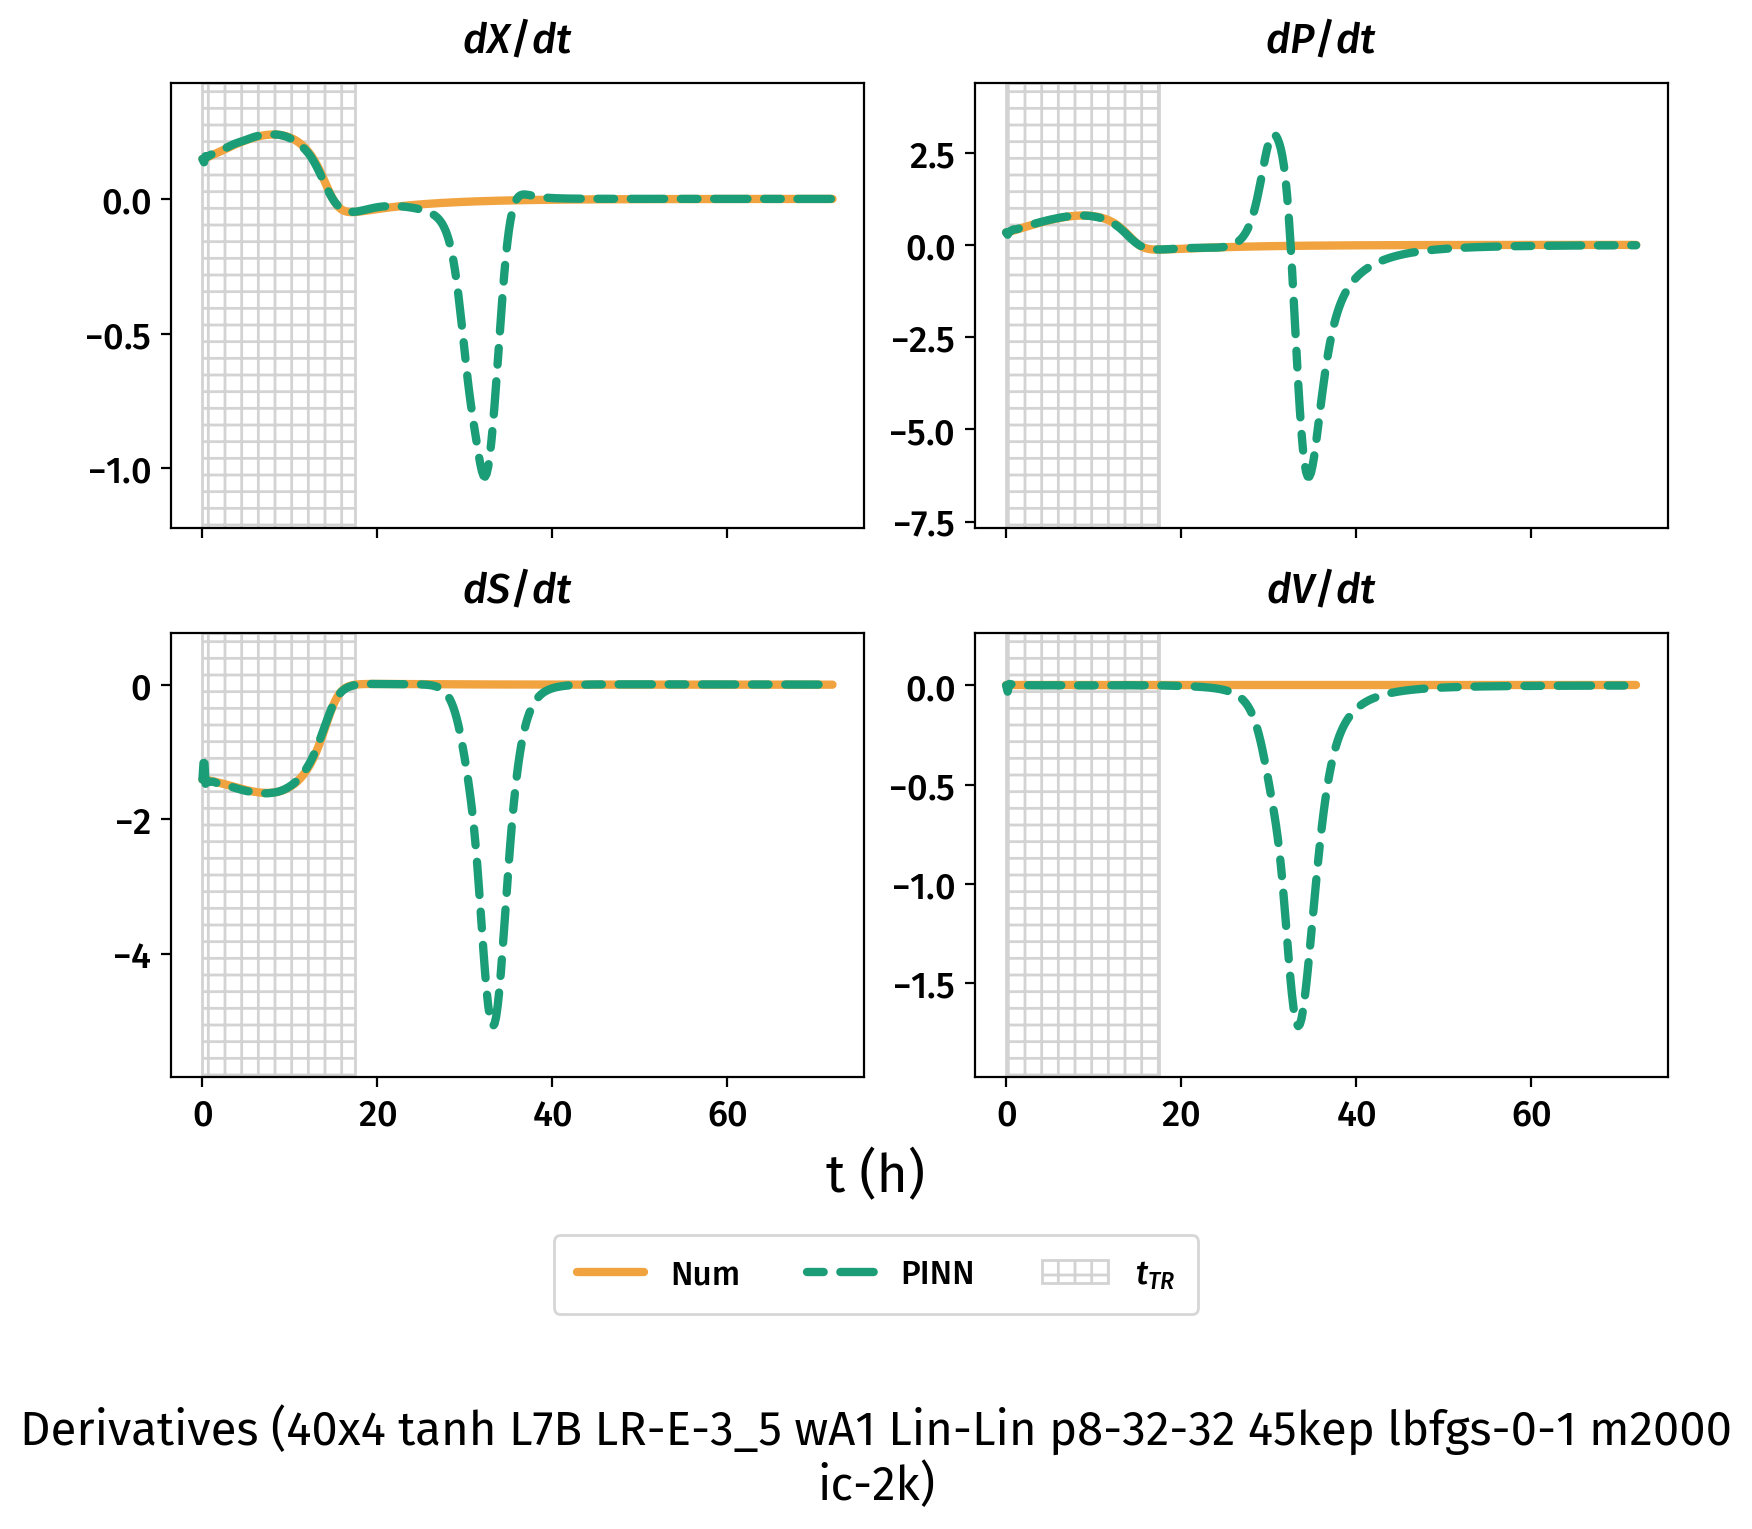 dX/dt
dP/dt
0.0
−0.5
−1.0
2.5
0.0
−2.5
−5.0
−7.5
dS/dt
dV/dt
0
−2
−4
0.0
−0.5
−1.0
−1.5
0 20 40 60
0 20 40 60
t (h)
Num PINN tTR
Derivatives (40x4 tanh L7B LR-E-3_5 wA1 Lin-Lin p8-32-32 45kep lbfgs-0-1 m2000
ic-2k)